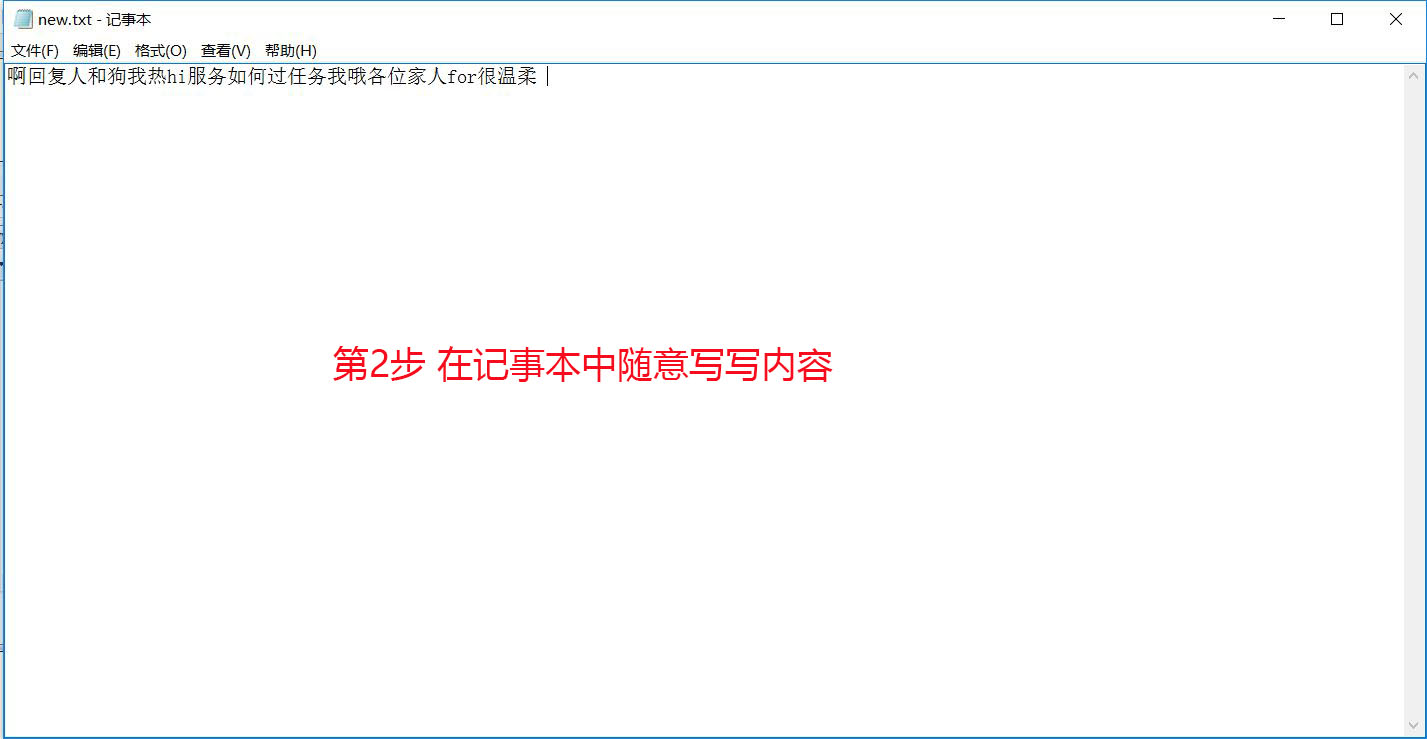 new.txt - 记事本
文件(F) 编辑(E) 格式(O) 查看(V) 帮助(H)
啊回复人和狗我热hi服务如何过任务我哦各位家人for很温柔
第2步 在记事本中随意写写内容